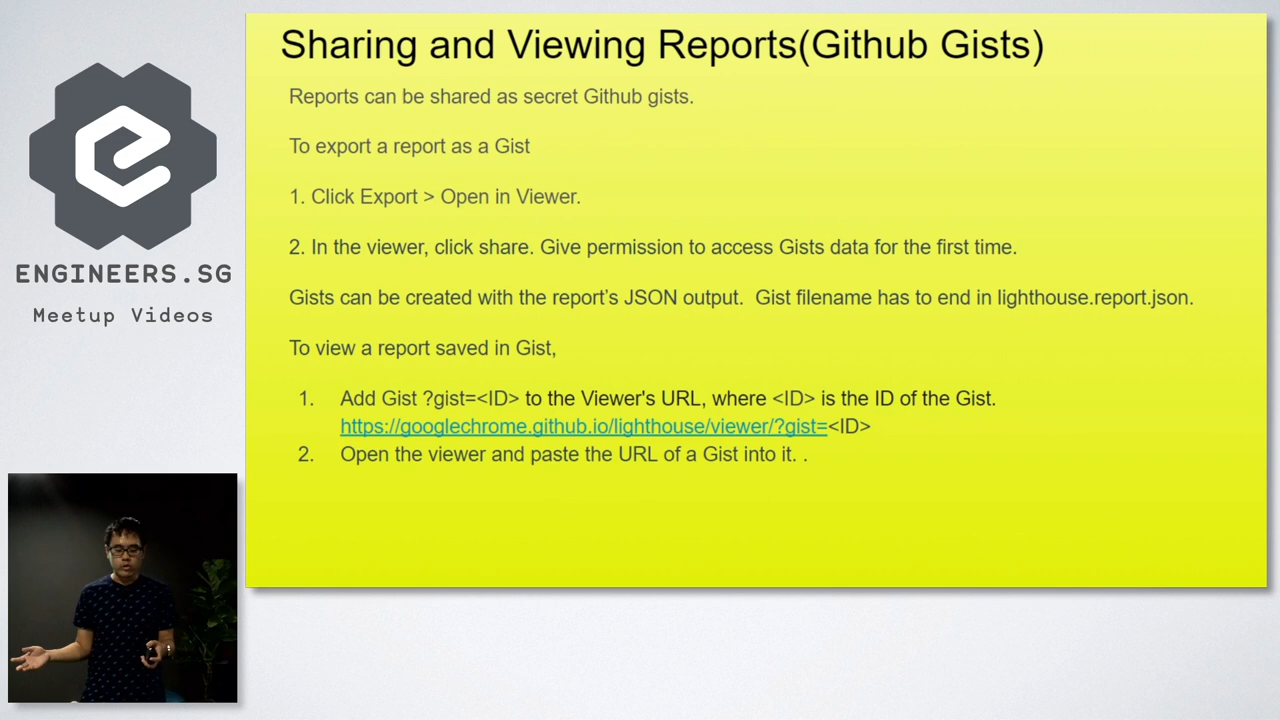 Sharing and Viewing Reports(Github Gists)
Reports can be shared as secret Github gists.
To export a report as a Gist
1. Click Export > Open in Viewer.
2. In the viewer, click share. Give permission to access Gists data for the first time.
Gists can be created with the report’s JSON output.  Gist filename has to end in lighthouse.report.json.
To view a report saved in Gist,
1. Add Gist ?gist=<ID> to the Viewer's URL, where <ID> is the ID of the Gist.
https://googlechrome.github.io/lighthouse/viewer/?gist=<ID>
2. Open the viewer and paste the URL of a Gist into it. .
ENGINEERS.SG
Meetup Videos